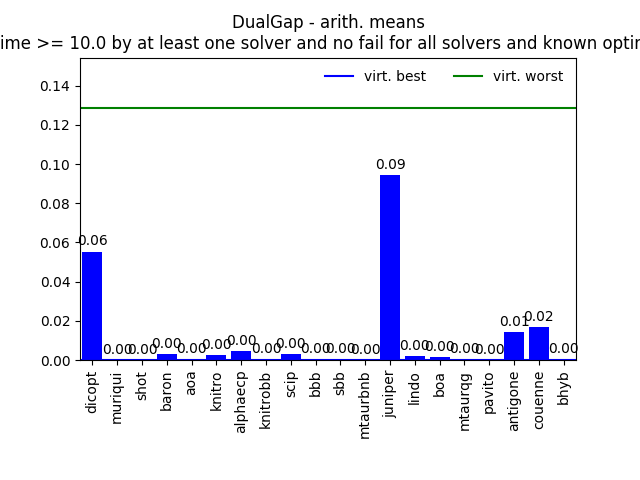 DualGap - arith. means
ime >= 10.0 by at least one solver and no fail for all solvers and known optim
virt. best
virt. worst
0.14
0.12
0.10
0.08
0.06
0.04
0.02
0.00
0.06
0.00
0.00
0.00
0.00
0.00
0.00
0.00
0.00
0.00
0.00
0.00
0.09
0.00
0.00
0.00
0.00
0.01
0.02
0.00
dicopt
muriqui
shot
baron
aoa
knitro
alphaecp
knitrobb
scip
bbb
sbb
mtaurbnb
juniper
lindo
boa
mtaurqg
pavito
antigone
couenne
bhyb